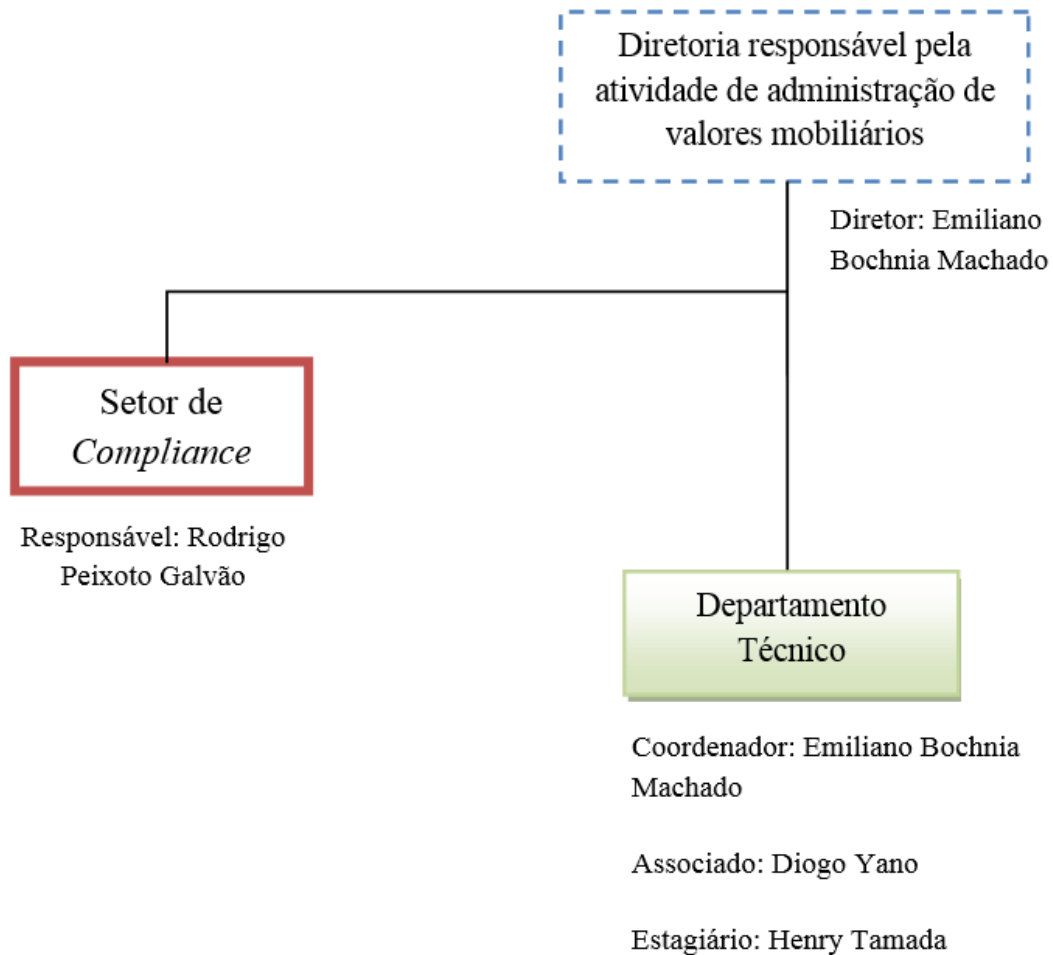 Diretoria responsável pela
atividade de administração de
valores mobiliários
Diretor: Emiliano
Bochnia Machado
Setor de
Compliance
Responsável: Rodrigo
Peixoto Galvão
Departamento
Técnico
Coordenador: Emiliano Bochnia
Machado
Associado: Diogo Yano
Estagiário: Henry Tamada